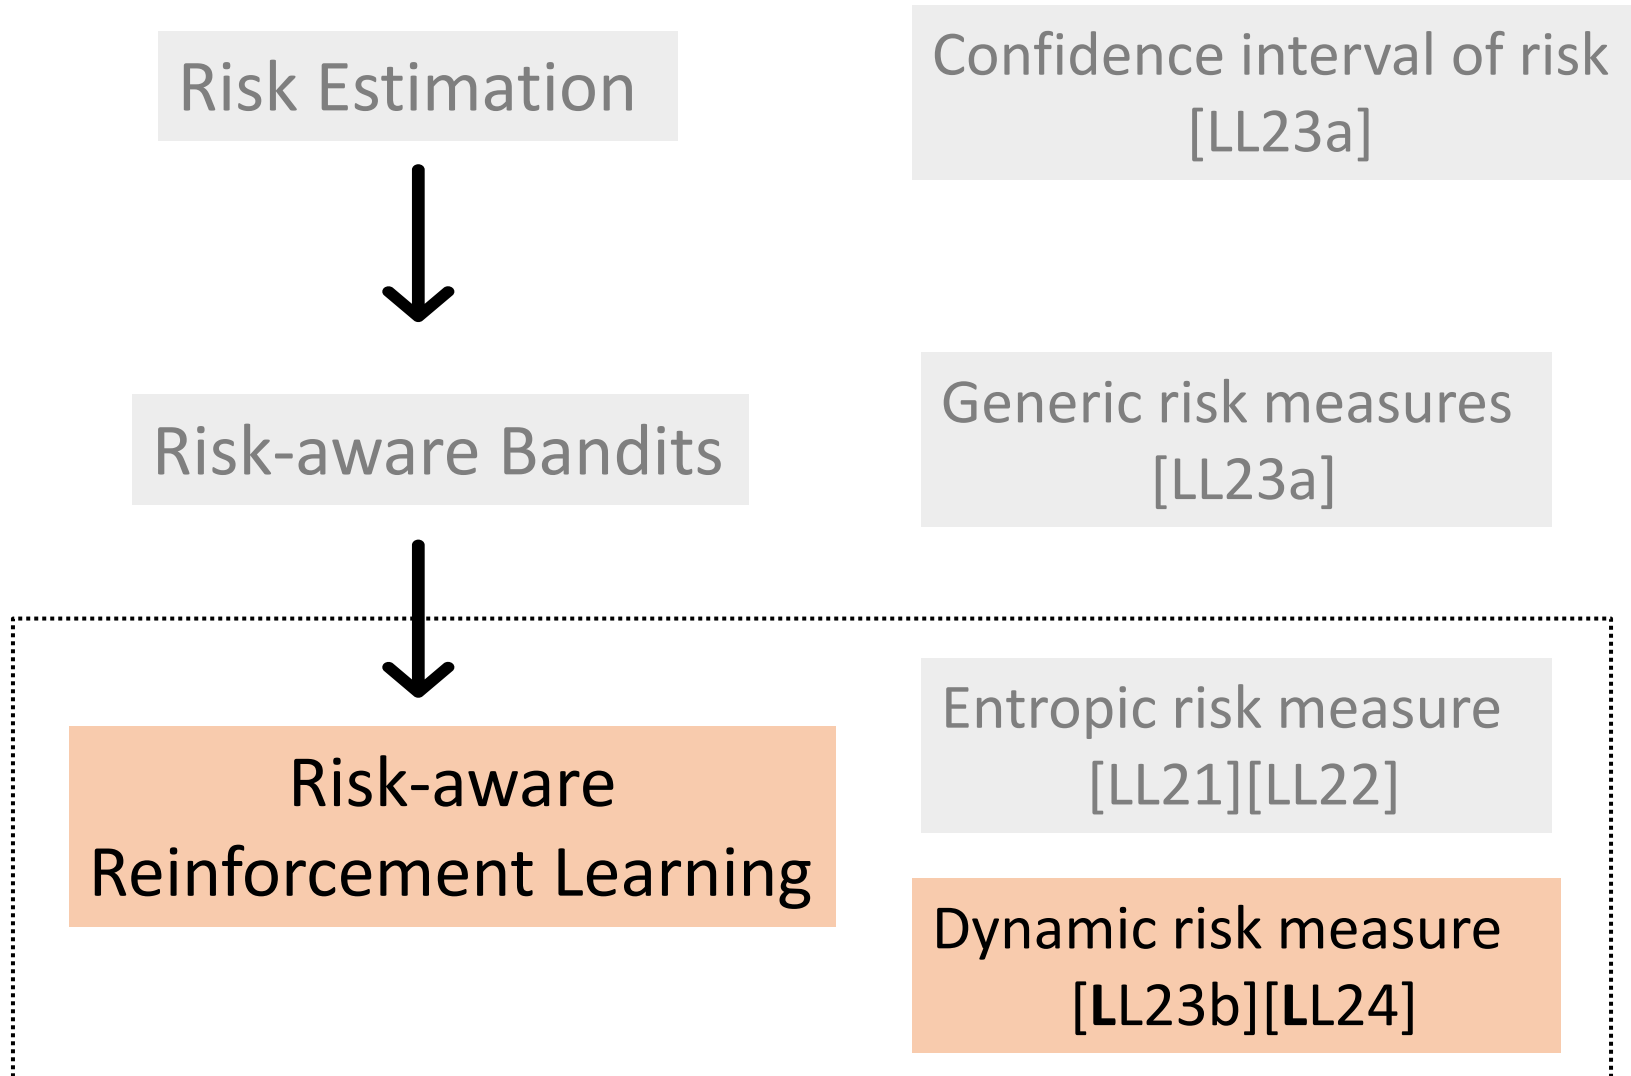 Risk Estimation
Confidence interval of risk
[LL23a]
Risk-aware Bandits
Generic risk measures
[LL23a]
Risk-aware
Reinforcement Learning
Entropic risk measure
[LL21][LL22]
Dynamic risk measure
[LL23b][LL24]